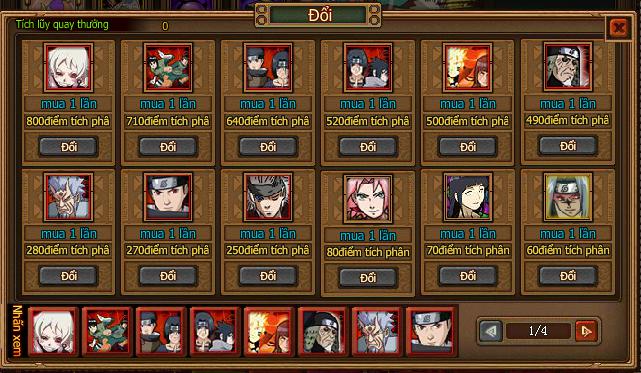 Đổi
Tích lũy quay thưởng 0
mua 1 lần mua 1 lần mua 1 lần mua 1 lần mua 1 lần mua 1 lần
800điểm tích phâ 710điểm tích phâ 640điểm tích phâ 520điểm tích phâ 500điểm tích phâ 490điểm tích phâ
Đổi Đổi Đổi Đổi Đổi Đổi
mua 1 lần mua 1 lần mua 1 lần mua 1 lần mua 1 lần mua 1 lần
280điểm tích phâ 270điểm tích phâ 250điểm tích phâ 80điểm tích phân 70điểm tích phân 60điểm tích phân
Đổi Đổi Đổi Đổi Đổi Đổi
Nhấn xem
1/4